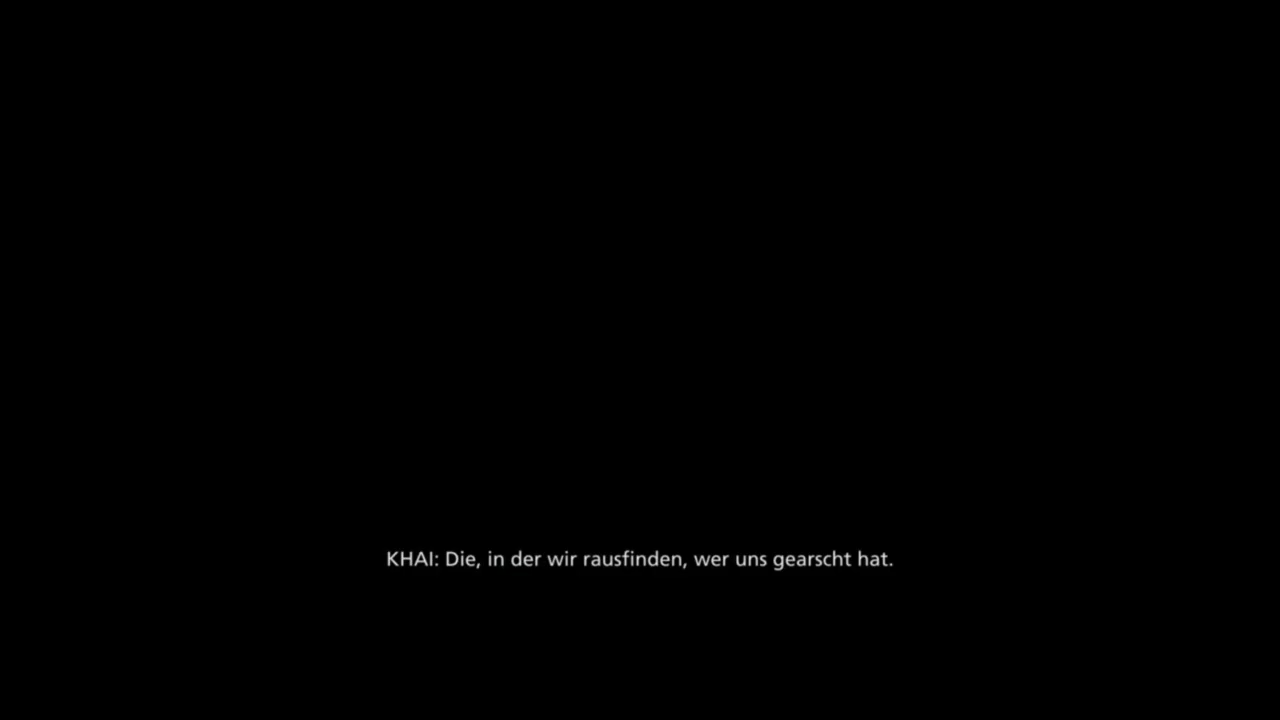 KHAI: Die, in der wir rausfinden, wer uns gearscht hat.